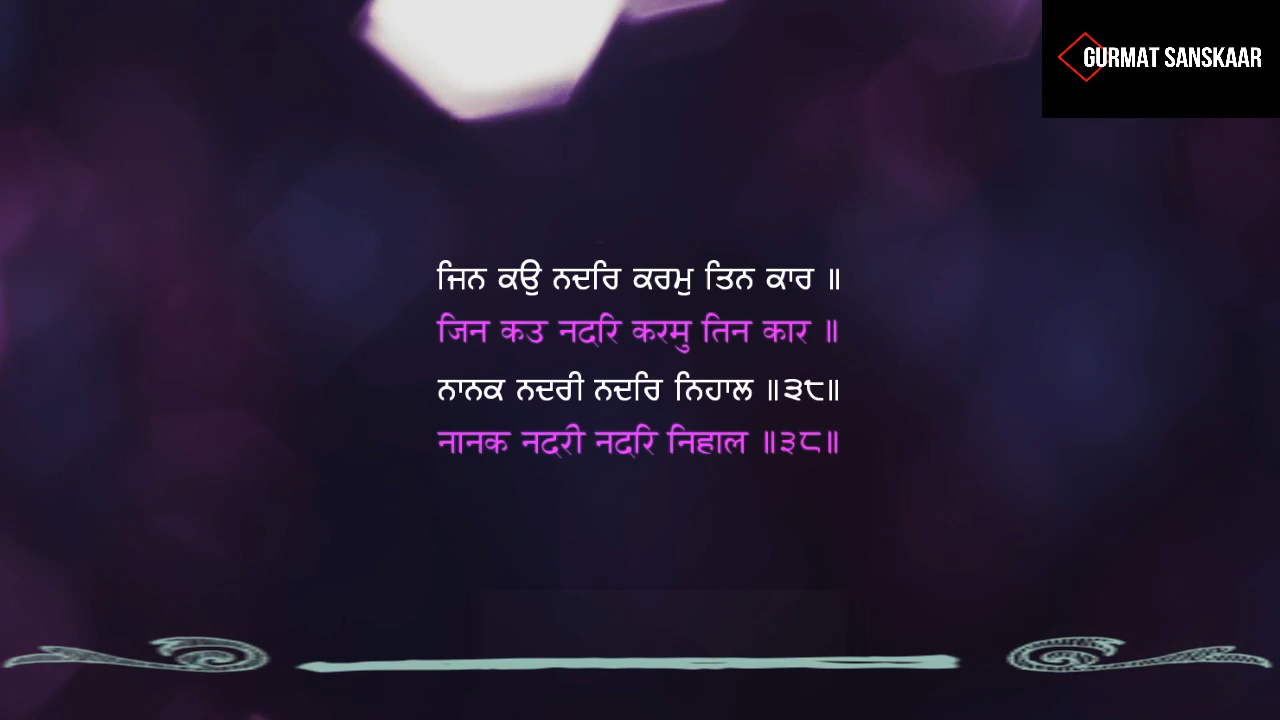 GURMAT SANSKAAR
ਜਿਨ ਕਉ ਨਦਰਿ ਕਰਮੁ ਤਿਨ ਕਾਰ ॥
जिन कउ नदरि करमु तिन कार ॥
ਨਾਨਕ ਨਦਰੀ ਨਦਰਿ ਨਿਹਾਲ ॥੩੮॥
नानक नदरी नदरि निहाल ॥३८॥